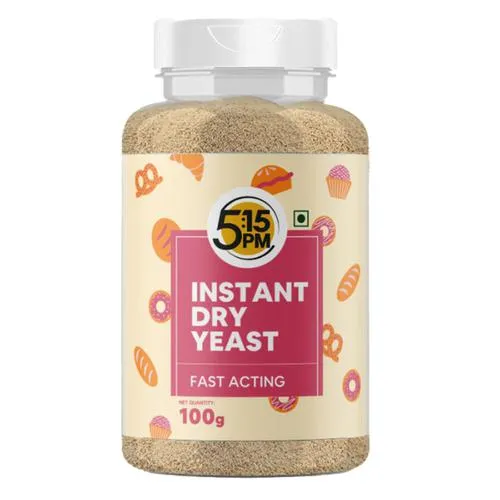 5:15
PM
INSTANT
DRY
YEAST
FAST ACTING
NET QUANTITY:
100g